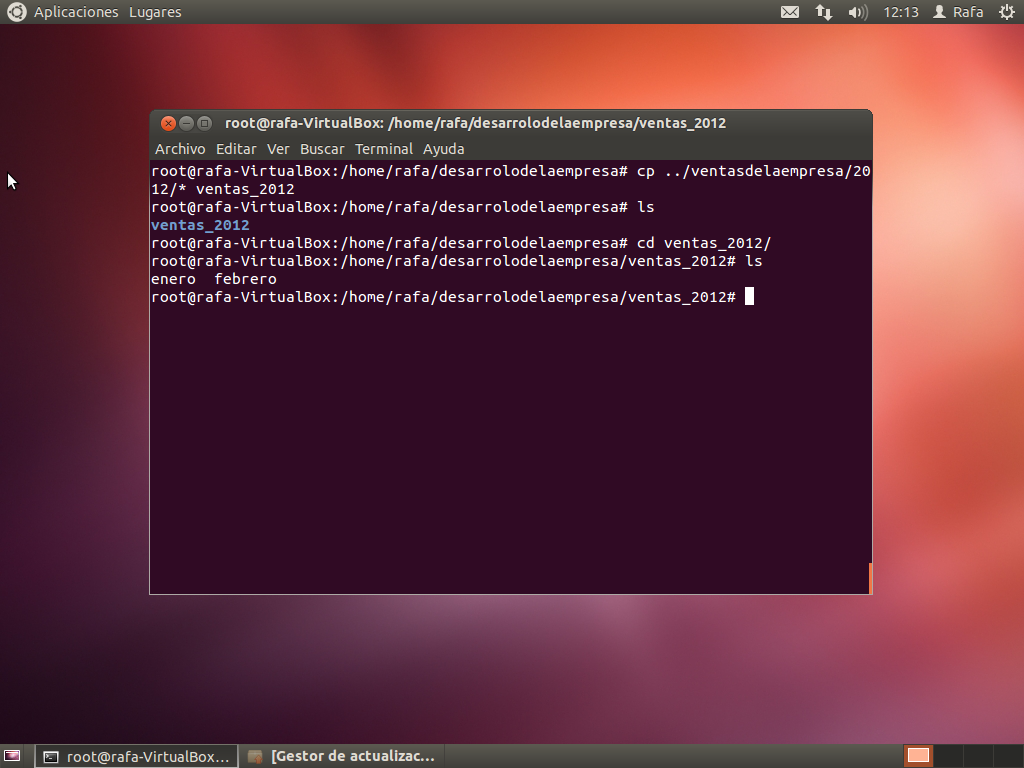 Aplicaciones Lugares 12:13 Rafa
root@rafa-VirtualBox: /home/rafa/desarrolodelaempresa/ventas_2012
Archivo Editar Ver Buscar Terminal Ayuda
root@rafa-VirtualBox:/home/rafa/desarrolodelaempresa# cp ../ventasdelaempresa/20
12/* ventas_2012
root@rafa-VirtualBox:/home/rafa/desarrolodelaempresa# ls
ventas_2012
root@rafa-VirtualBox:/home/rafa/desarrolodelaempresa# cd ventas_2012/
root@rafa-VirtualBox:/home/rafa/desarrolodelaempresa/ventas_2012# ls
enero  febrero
root@rafa-VirtualBox:/home/rafa/desarrolodelaempresa/ventas_2012#
root@rafa-VirtualBox... [Gestor de actualizac...